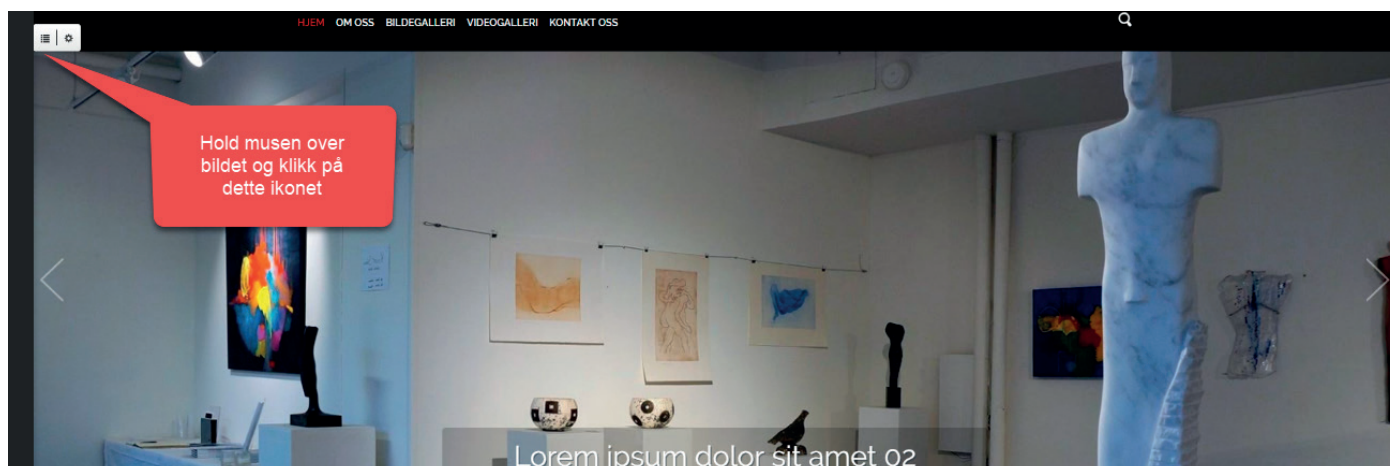 HJEM OM OSS BILDEGALLERI VIDEOGALLERI KONTAKT OSS
Hold musen over
bildet og klikk på
dette ikonet
Lorem ipsum dolor sit amet 02